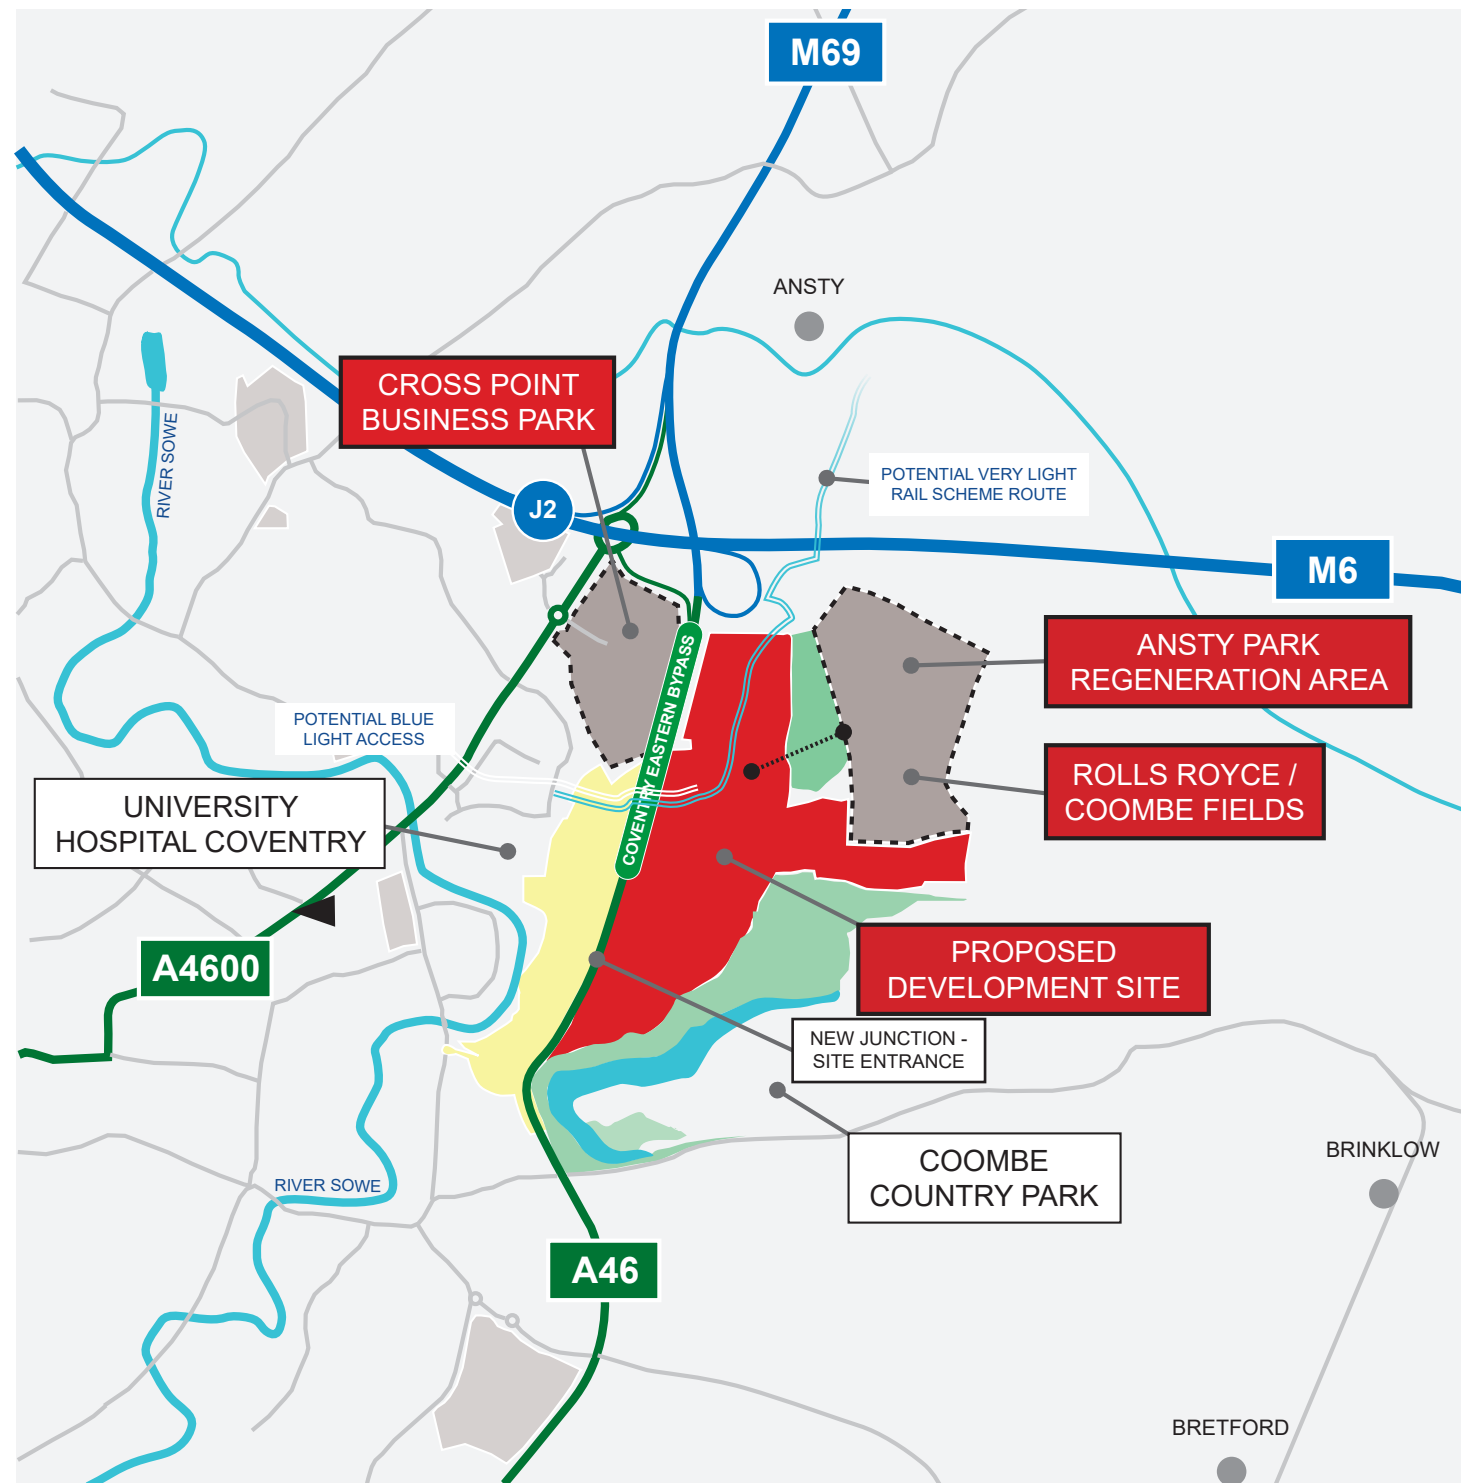 M69
ANSTY
CROSS POINT
BUSINESS PARK
RIVER SOWE
POTENTIAL VERY LIGHT
RAIL SCHEME ROUTE
J2
M6
ANSTY PARK
REGENERATION AREA
COVENTRY EASTERN BYPASS
POTENTIAL BLUE
LIGHT ACCESS
ROLLS ROYCE /
COOMBE FIELDS
UNIVERSITY
HOSPITAL COVENTRY
A4600
PROPOSED
DEVELOPMENT SITE
NEW JUNCTION -
SITE ENTRANCE
COOMBE
COUNTRY PARK
BRINKLOW
RIVER SOWE
A46
BRETFORD